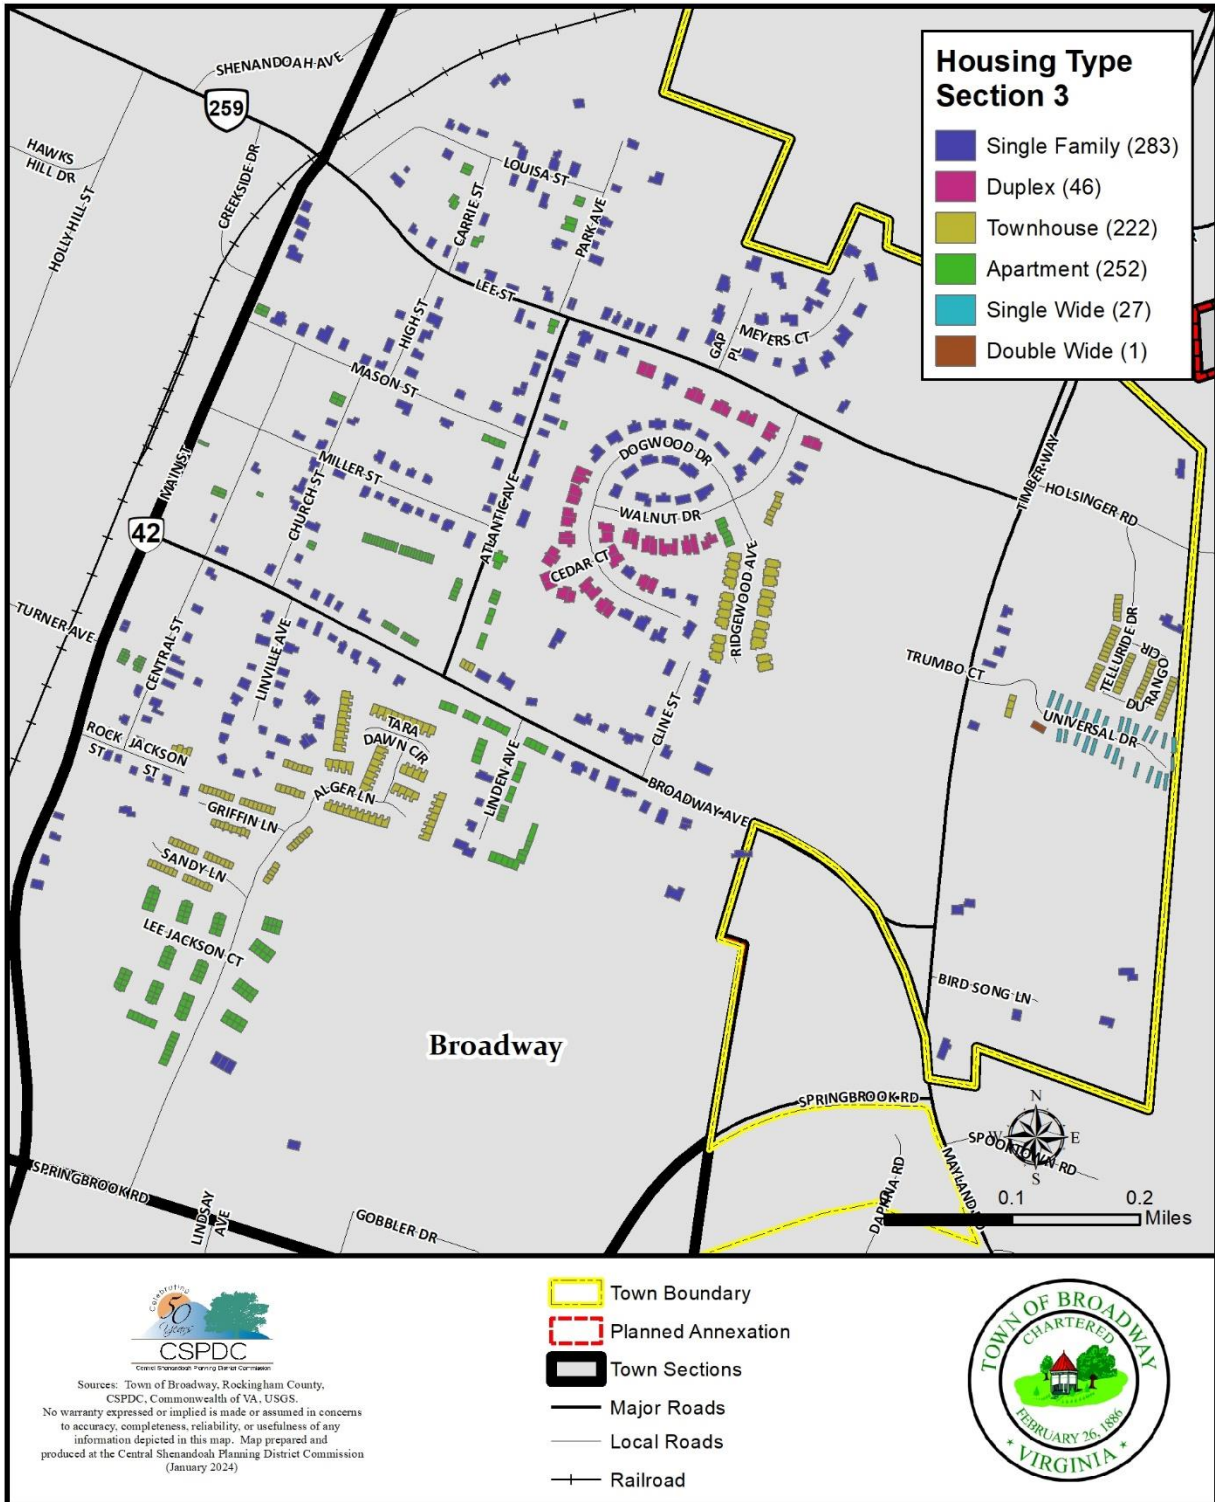 SHENANDOAH AVE
259
HAWKS
HILL DR
HOLLY HILL ST
CREEKSIDE DR
LOUISA ST
CARRIE ST
PARK AVE
LEE ST
HIGH ST
GAP
PL
MEYERS CT
MASON ST
MAIN ST
MILLER ST
CHURCH ST
ATLANTIC AVE
DOGWOOD DR
WALNUT DR
CEDAR CT
RIDGEWOOD AVE
TIMBER WAY
HOLSINGER RD
42
TURNER AVE
CENTRAL ST
LINVILLE AVE
CLINE ST
TRUMBO CT
TELLURIDE DR
DURANGO
CIR
UNIVERSAL DR
ROCK
ST
JACKSON
ST
TARA
DAWN CIR
ALGER LN
LINDEN AVE
BROADWAY AVE
GRIFFIN LN
SANDY LN
LEE JACKSON CT
BIRD SONG LN
Broadway
SPRINGBROOK RD
SPOOKTOWN RD
DAPHNA RD
MAYLAND RD
SPRINGBROOK RD
LINDSAY
AVE
GOBBLER DR
N
W
E
S
0.1
0.2
Miles
Housing Type
Section 3
Single Family (283)
Duplex (46)
Townhouse (222)
Apartment (252)
Single Wide (27)
Double Wide (1)
Celebrating
50
Years
CSPDC
Central Shenandoah Planning District Commission
Sources: Town of Broadway, Rockingham County,
CSPDC, Commonwealth of VA, USGS.
No warranty expressed or implied is made or assumed in concerns
to accuracy, completeness, reliability, or usefulness of any
information depicted in this map. Map prepared and
produced at the Central Shenandoah Planning District Commission
(January 2024)
Town Boundary
Planned Annexation
Town Sections
Major Roads
Local Roads
Railroad
TOWN OF BROADWAY
CHARTERED
FEBRUARY 26, 1886
* VIRGINIA *